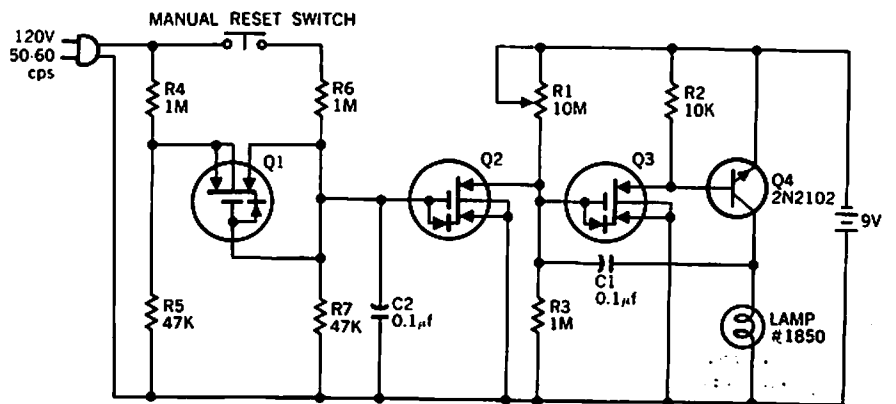 MANUAL RESET SWITCH
120V
50-60
cps
R4
1M
R6
1M
R1
10M
R2
10K
Q1
Q2
Q3
Q4
2N2102
9V
R5
47K
R7
47K
C2
0.1μf
R3
1M
C1
0.1μf
LAMP
#1850